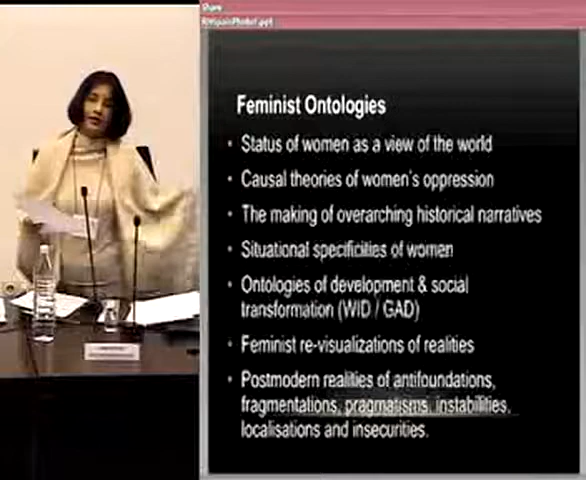 Share
Feminist Ontologies
• Status of women as a view of the world
• Causal theories of women's oppression
• The making of overarching historical narratives
• Situational specificities of women
• Ontologies of development & social
transformation (WID / GAD)
• Feminist re-visualizations of realities
• Postmodern realities of antifoundations,
fragmentations, pragmatisms, instabilities,
localisations and insecurities.